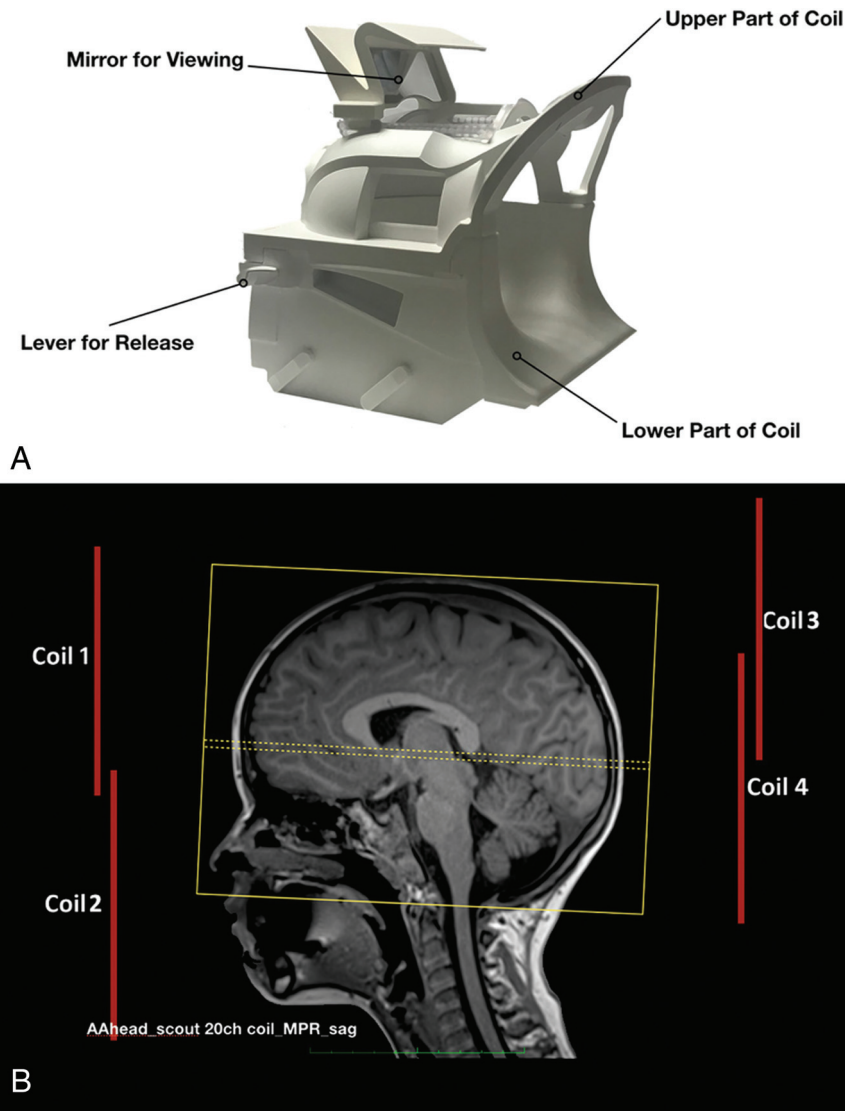 Upper Part of Coil
Mirror for Viewing
Lever for Release
Lower Part of Coil
A
Coil 1
Coil 3
Coil 4
Coil 2
AAhead_scout 20ch coil_MPR_sag
B